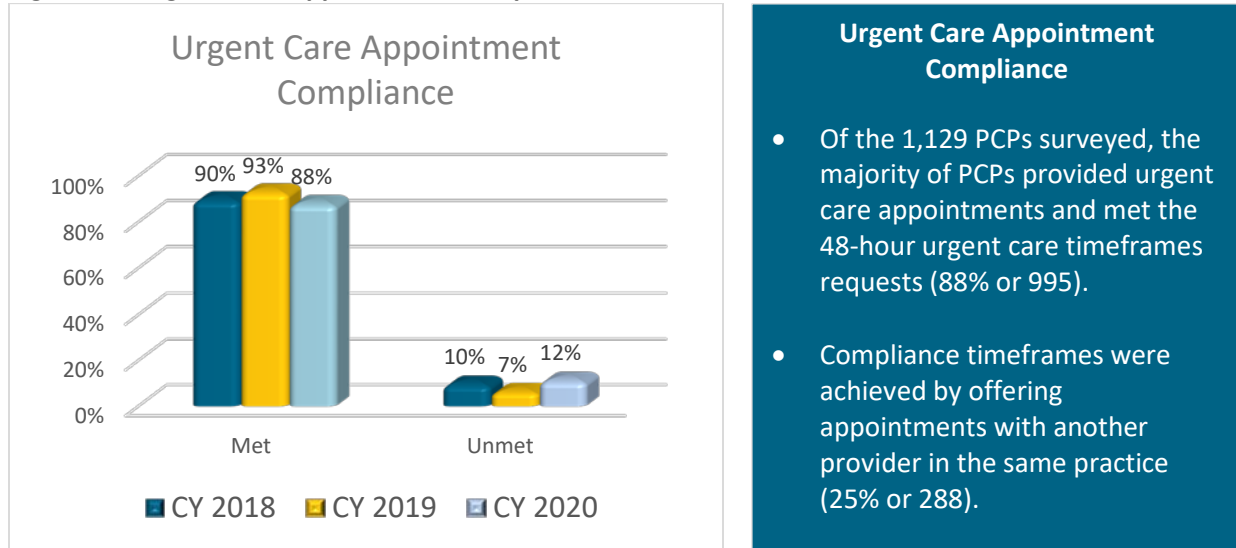 Urgent Care Appointment
Compliance
100%
80%
60%
40%
20%
0%
90%
93%
88%
10%
7%
12%
Met
Unmet
CY 2018
CY 2019
CY 2020
Urgent Care Appointment
Compliance
• Of the 1,129 PCPs surveyed, the
majority of PCPs provided urgent
care appointments and met the
48-hour urgent care timeframes
requests (88% or 995).
• Compliance timeframes were
achieved by offering
appointments with another
provider in the same practice
(25% or 288).